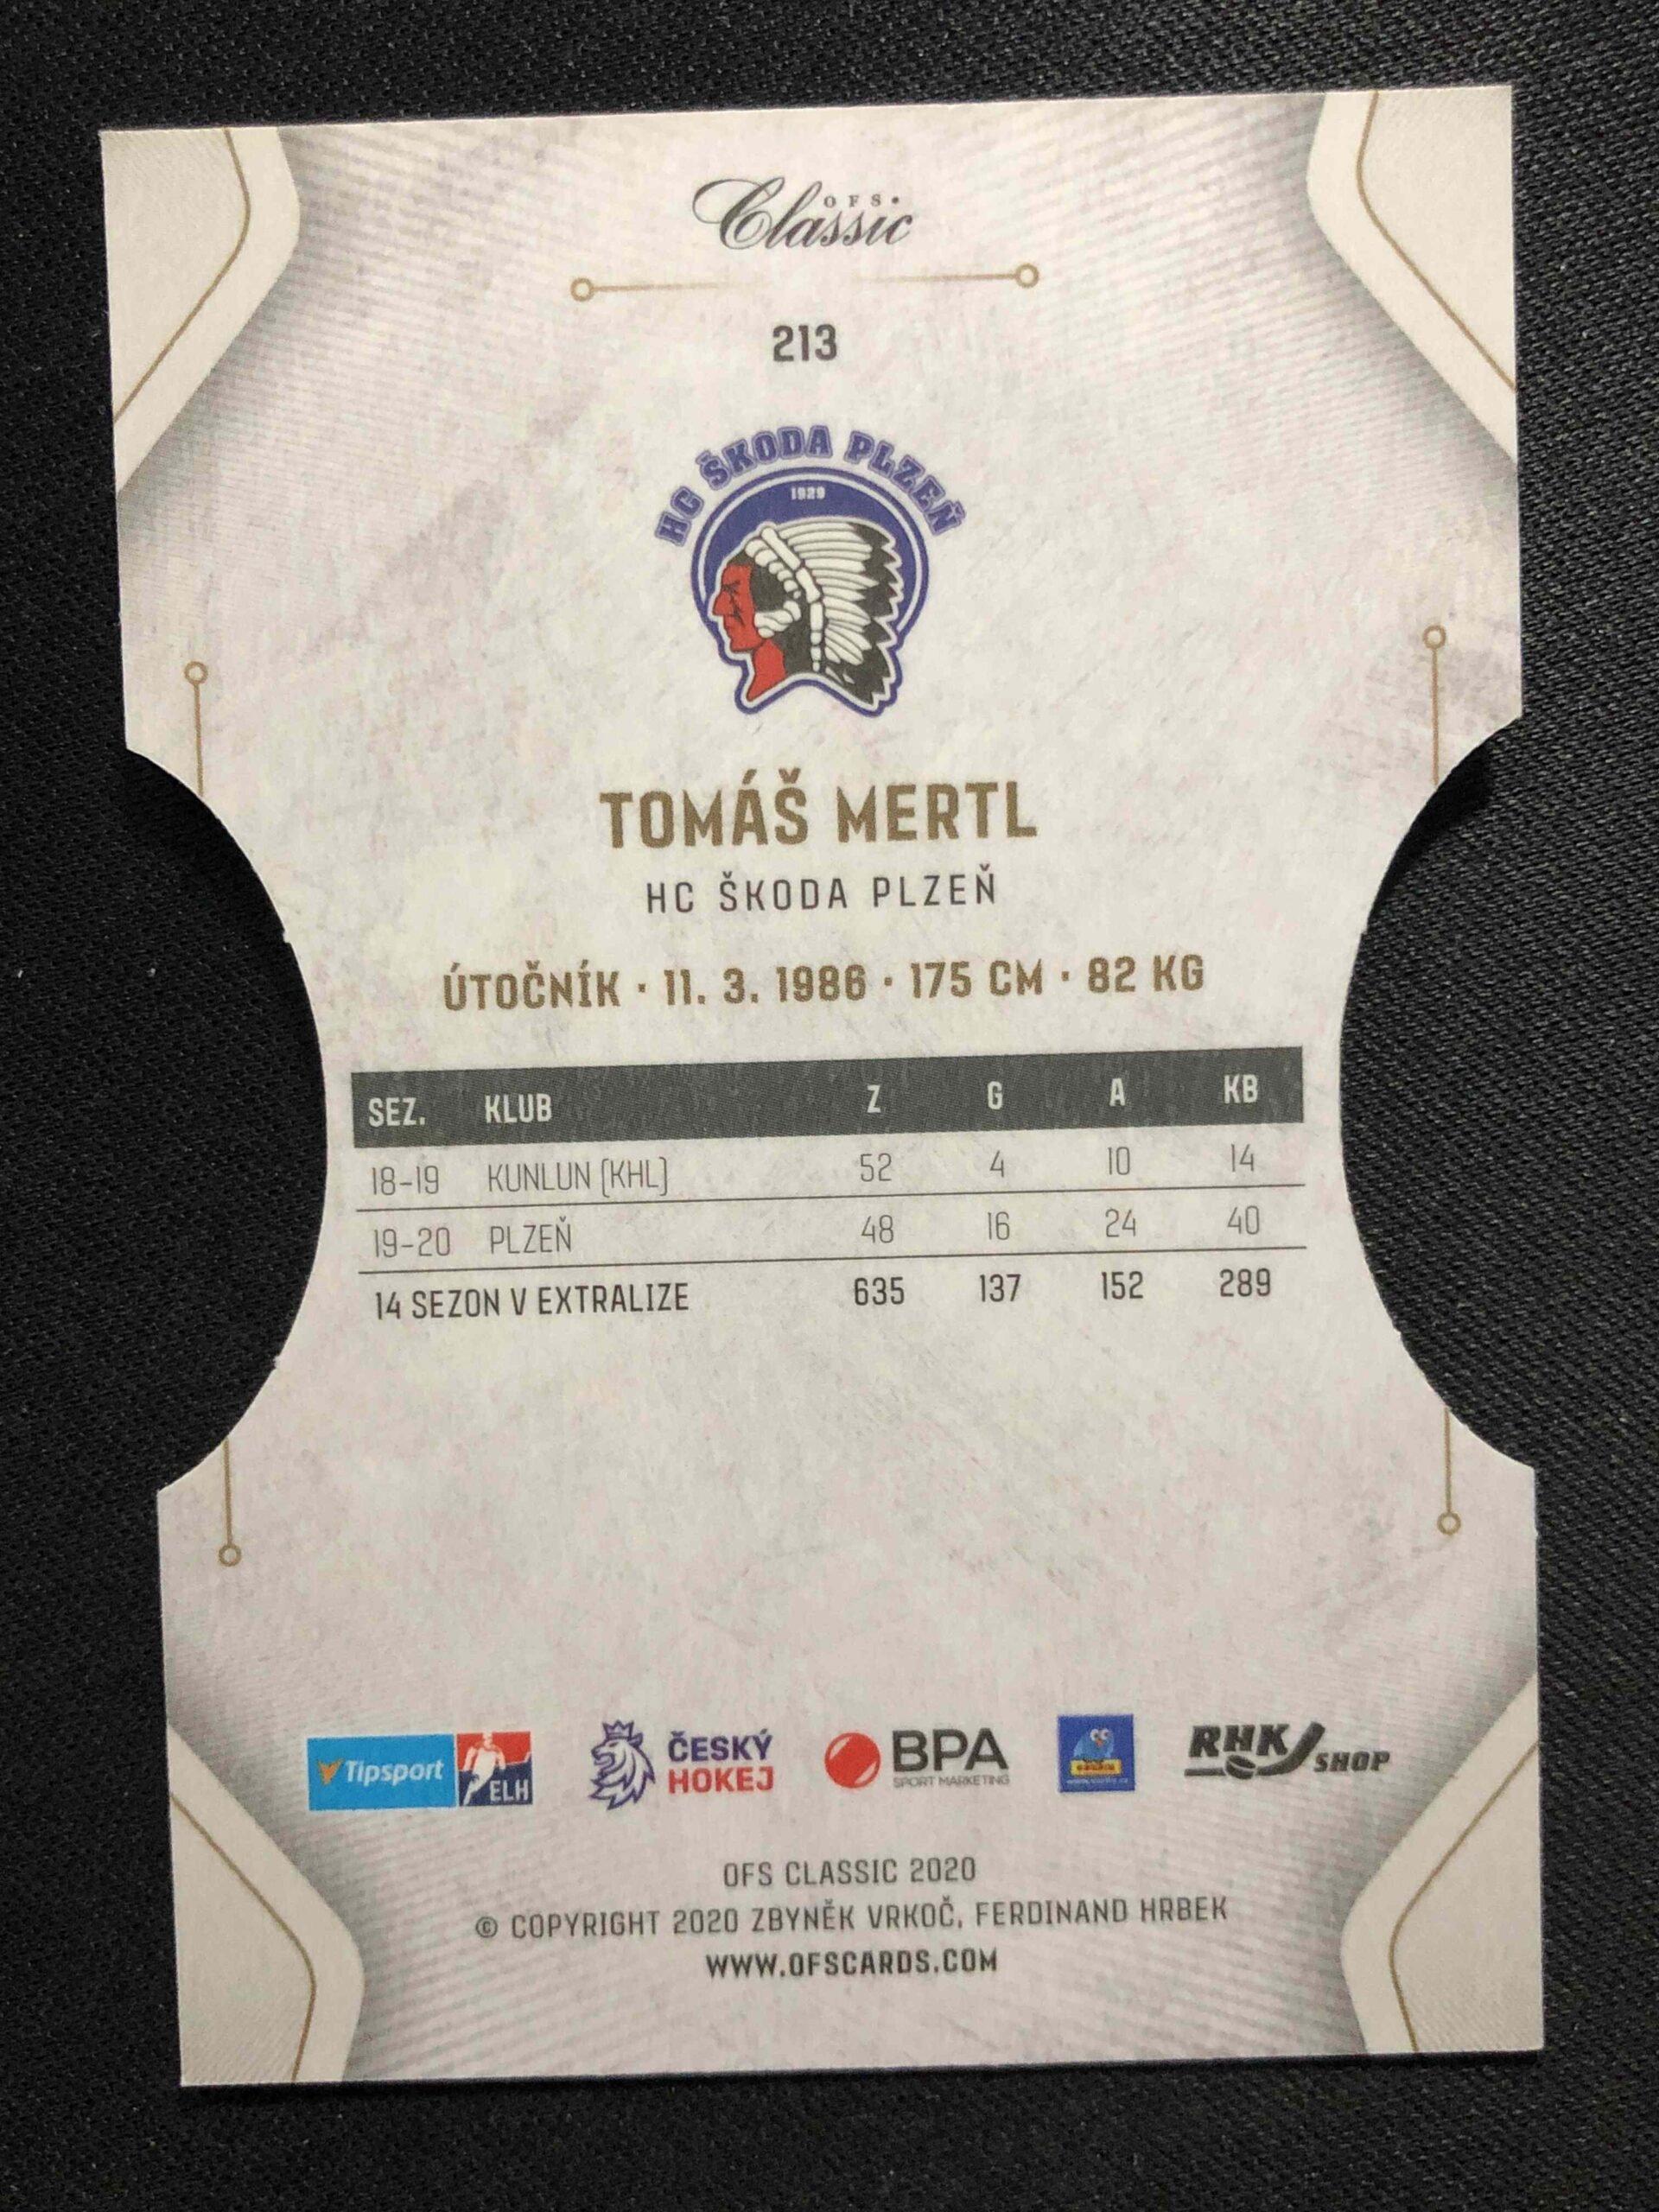 OFS
Classic
213
HC ŠKODA PLZEŇ
1929
TOMÁŠ MERTL
HC ŠKODA PLZEŇ
ÚTOČNÍK · 11. 3. 1986 · 175 CM · 82 KG
SEZ. KLUB Z G A KB
18-19 KUNLUN (KHL) 52 4 10 14
19-20 PLZEŇ 48 16 24 40
14 SEZON V EXTRALIZE 635 137 152 289
Tipsport ELH ČESKÝ HOKEJ BPA SPORT MARKETING RHK SHOP
OFS CLASSIC 2020
© COPYRIGHT 2020 ZBYNĚK VRKOČ, FERDINAND HRBEK
WWW.OFSCARDS.COM